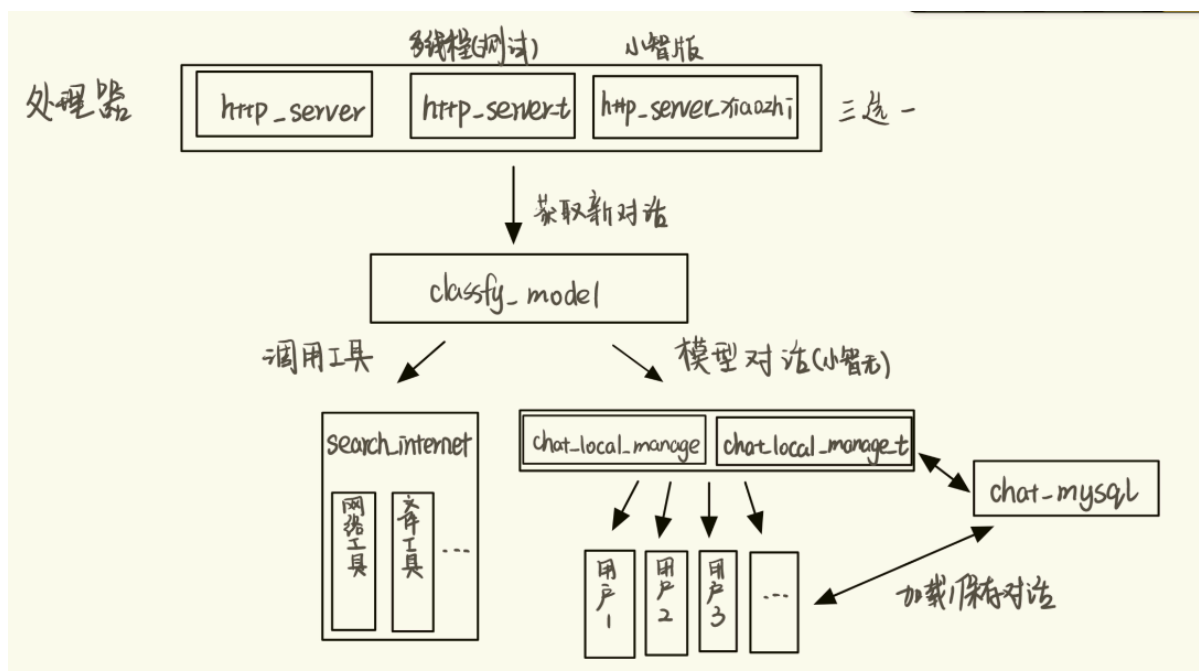 多线程(测试)
小智版
处理器
http_server
http_server_t
http_server_xiaozhi
三选一
获取新对话
classfy_model
调用工具
模型对话(小智无)
search_internet
网络工具
文件工具
...
chat_local_manage
chat_local_manage_t
chat_mysql
用户1
用户2
用户3
...
加载/保存对话